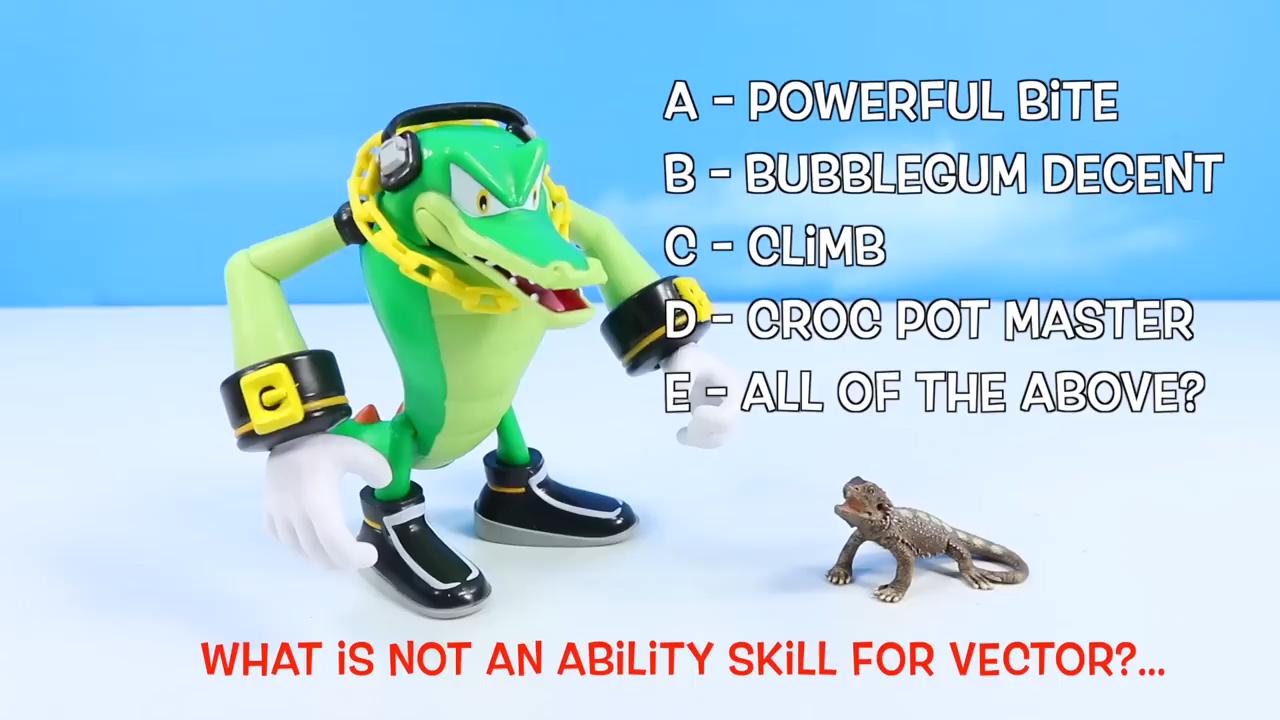 A - POWERFUL BiTE
B - BUBBLEGUM DECENT
C - CLiMB
D - CROC POT MASTER
E - ALL OF THE ABOVE?
WHAT iS NOT AN ABiLiTY SKiLL FOR VECTOR?...